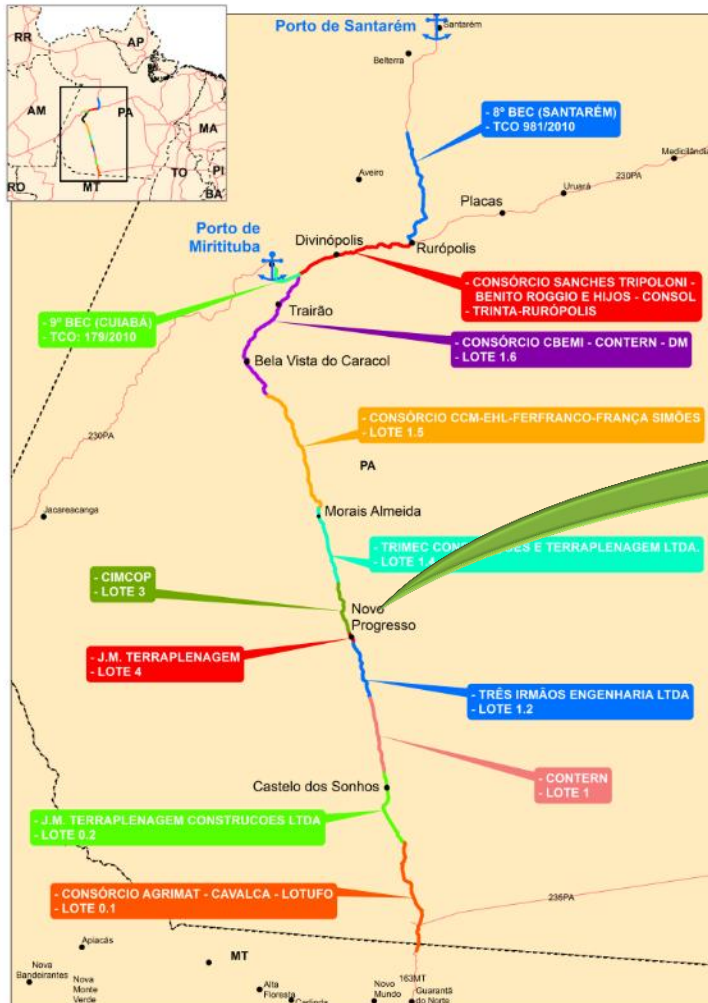 Porto de Santarém
Santarém
Belterra
RR
AP
AM
PA
MA
TO
PI
RO
MT
BA
- 8º BEC (SANTARÉM)
- TCO 981/2010
Medicilândia
Aveiro
Uruará
230PA
Placas
Porto de
Miritituba
Divinópolis
Rurópolis
- CONSÓRCIO SANCHES TRIPOLONI -
BENITO ROGGIO E HIJOS - CONSOL
- TRINTA-RURÓPOLIS
- 9º BEC (CUIABÁ)
- TCO: 179/2010
Trairão
- CONSÓRCIO CBEMI - CONTERN - DM
- LOTE 1.6
Bela Vista do Caracol
- CONSÓRCIO CCM-EHL-FERFRANCO-FRANÇA SIMÕES
- LOTE 1.5
230PA
PA
Jacareacanga
Morais Almeida
- TRIMEC
E TERRAPLENAGEM LTDA.
- LOTE 1.4
- CIMCOP
- LOTE 3
Novo
Progresso
- J.M. TERRAPLENAGEM
- LOTE 4
- TRÊS IRMÃOS ENGENHARIA LTDA
- LOTE 1.2
- CONTERN
- LOTE 1
Castelo dos Sonhos
- J.M. TERRAPLENAGEM CONSTRUCOES LTDA
- LOTE 0.2
- CONSÓRCIO AGRIMAT - CAVALCA - LOTUFO
- LOTE 0.1
236PA
Apiacás
MT
163MT
Nova
Bandeirantes
Nova
Monte
Verde
Alta
Floresta
Carlinda
Novo
Mundo
Guarantã
do Norte